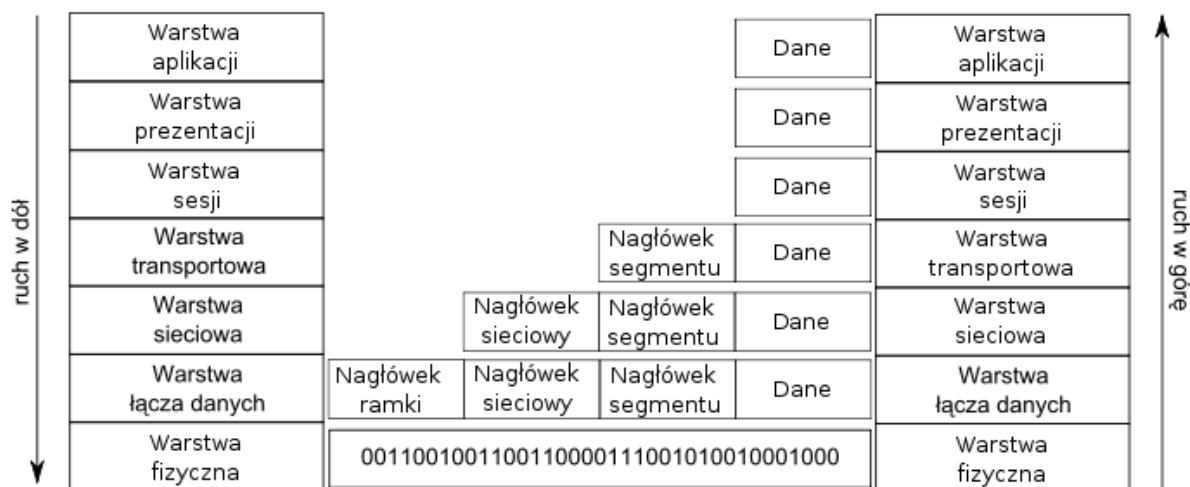 ruch w dół
Warstwa
aplikacji
Dane
Warstwa
aplikacji
Warstwa
prezentacji
Dane
Warstwa
prezentacji
Warstwa
sesji
Dane
Warstwa
sesji
Warstwa
transportowa
Nagłówek
segmentu
Dane
Warstwa
transportowa
Warstwa
sieciowa
Nagłówek
sieciowy
Nagłówek
segmentu
Dane
Warstwa
sieciowa
Warstwa
łącza danych
Nagłówek
ramki
Nagłówek
sieciowy
Nagłówek
segmentu
Dane
Warstwa
łącza danych
Warstwa
fizyczna
0011001001100110000111100101001 0001000
Warstwa
fizyczna
ruch w górę